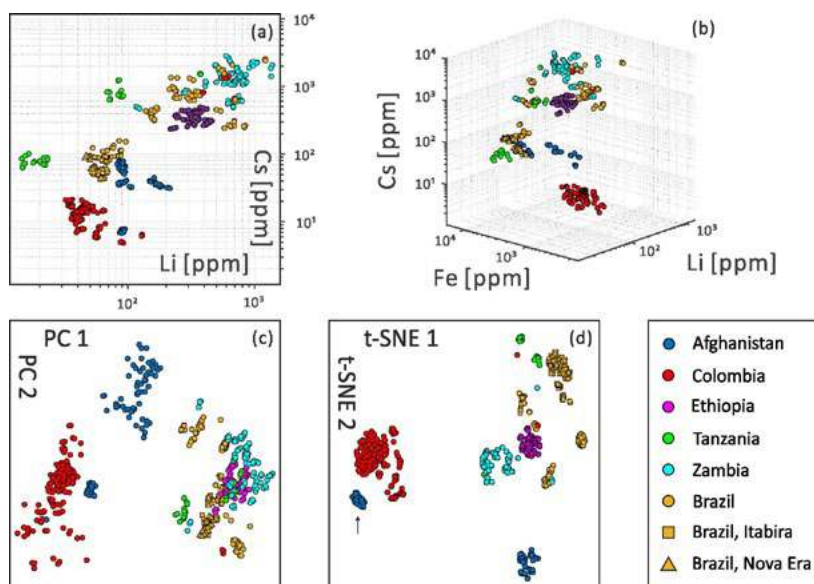 (a)
10⁴
10³
10²
10¹
Cs [ppm]
Li [ppm]
10²
10³
(b)
10⁴
10³
10²
10¹
Cs [ppm]
10⁴
10³
Fe [ppm]
10²
10³
Li [ppm]
PC 1
(c)
PC 2
t-SNE 1
(d)
t-SNE 2
Afghanistan
Colombia
Ethiopia
Tanzania
Zambia
Brazil
Brazil, Itabira
Brazil, Nova Era